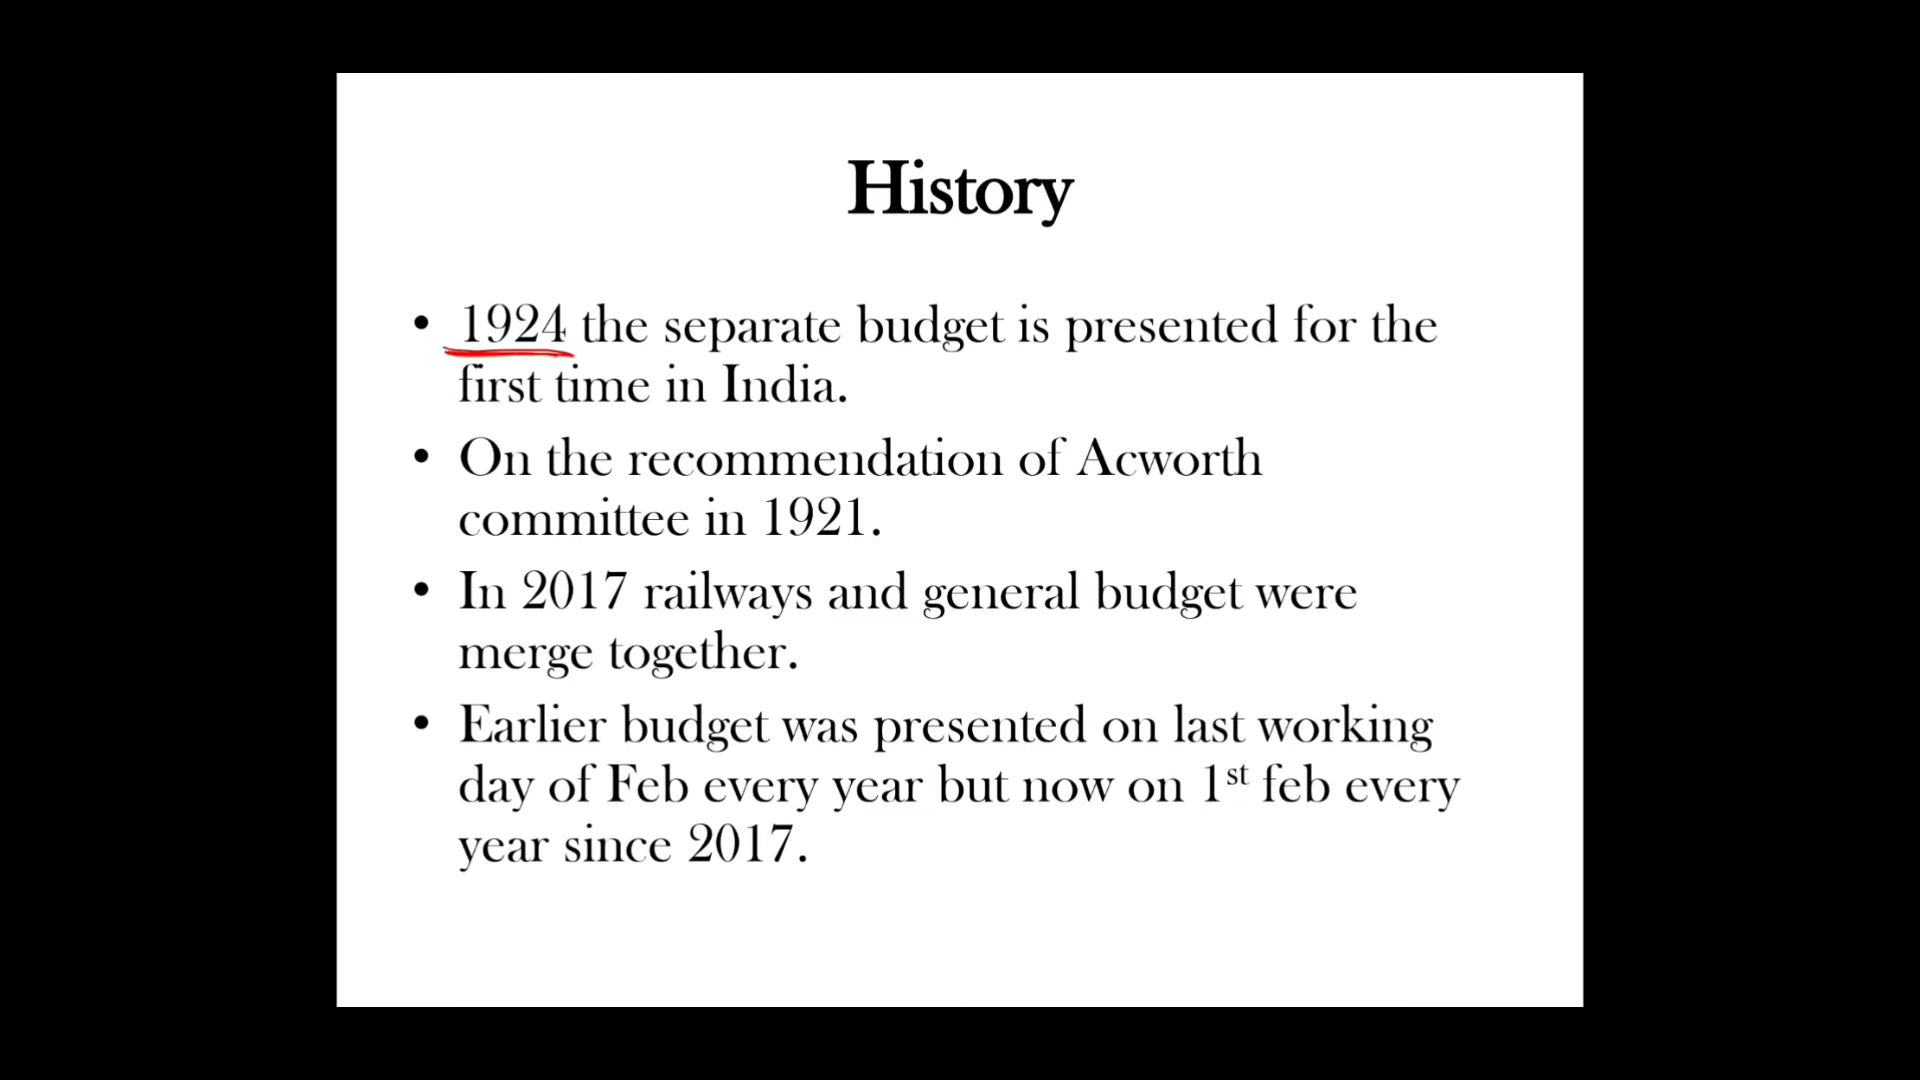 History
• 1924 the separate budget is presented for the
first time in India.
• On the recommendation of Acworth
committee in 1921.
• In 2017 railways and general budget were
merge together.
• Earlier budget was presented on last working
day of Feb every year but now on 1st feb every
year since 2017.